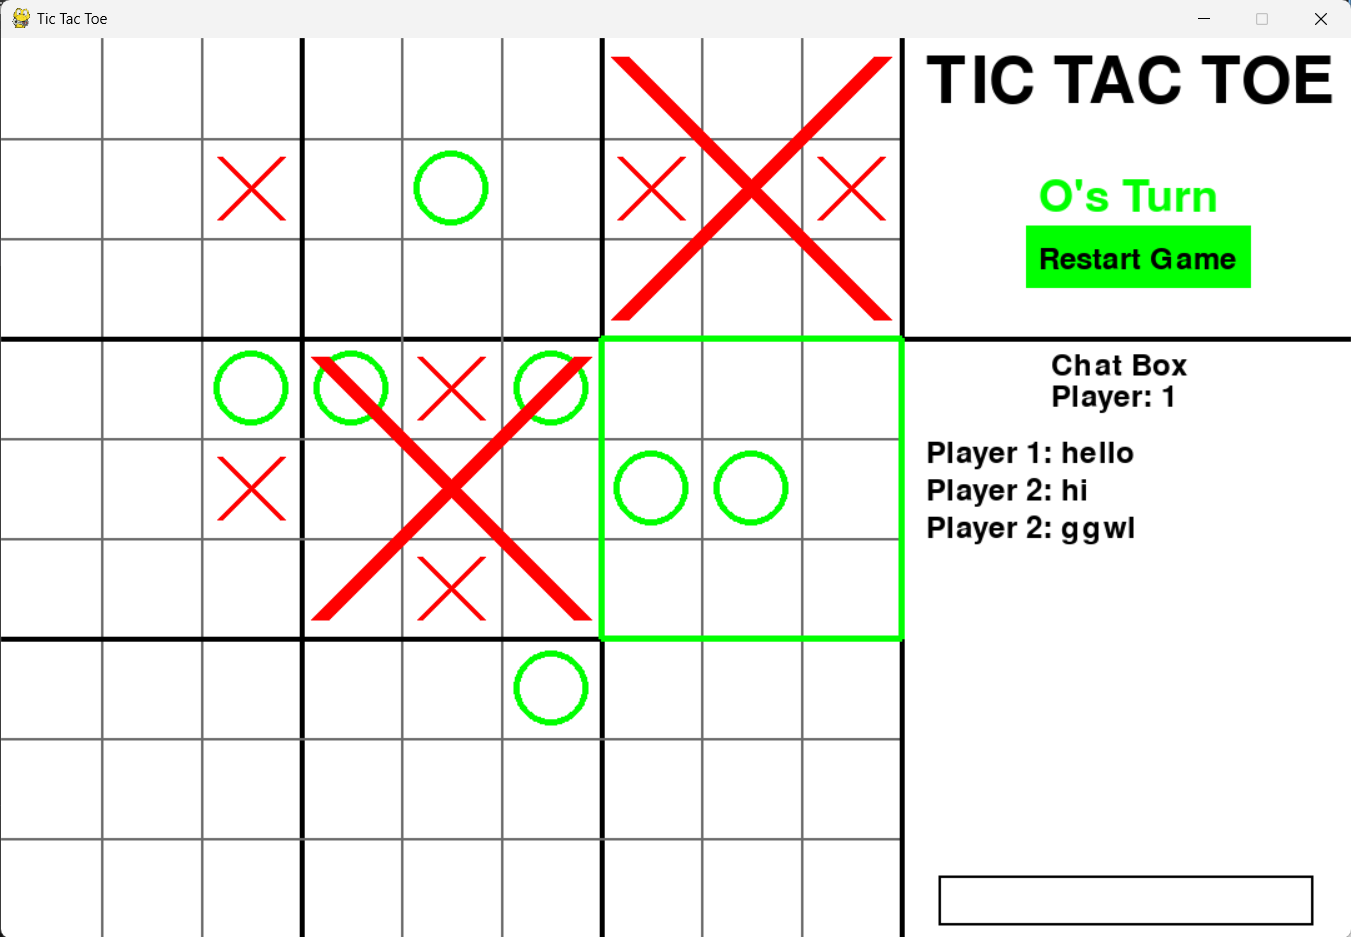 Tic Tac Toe
TIC TAC TOE
O's Turn
Restart Game
Chat Box
Player: 1
Player 1: hello
Player 2: hi
Player 2: ggwl